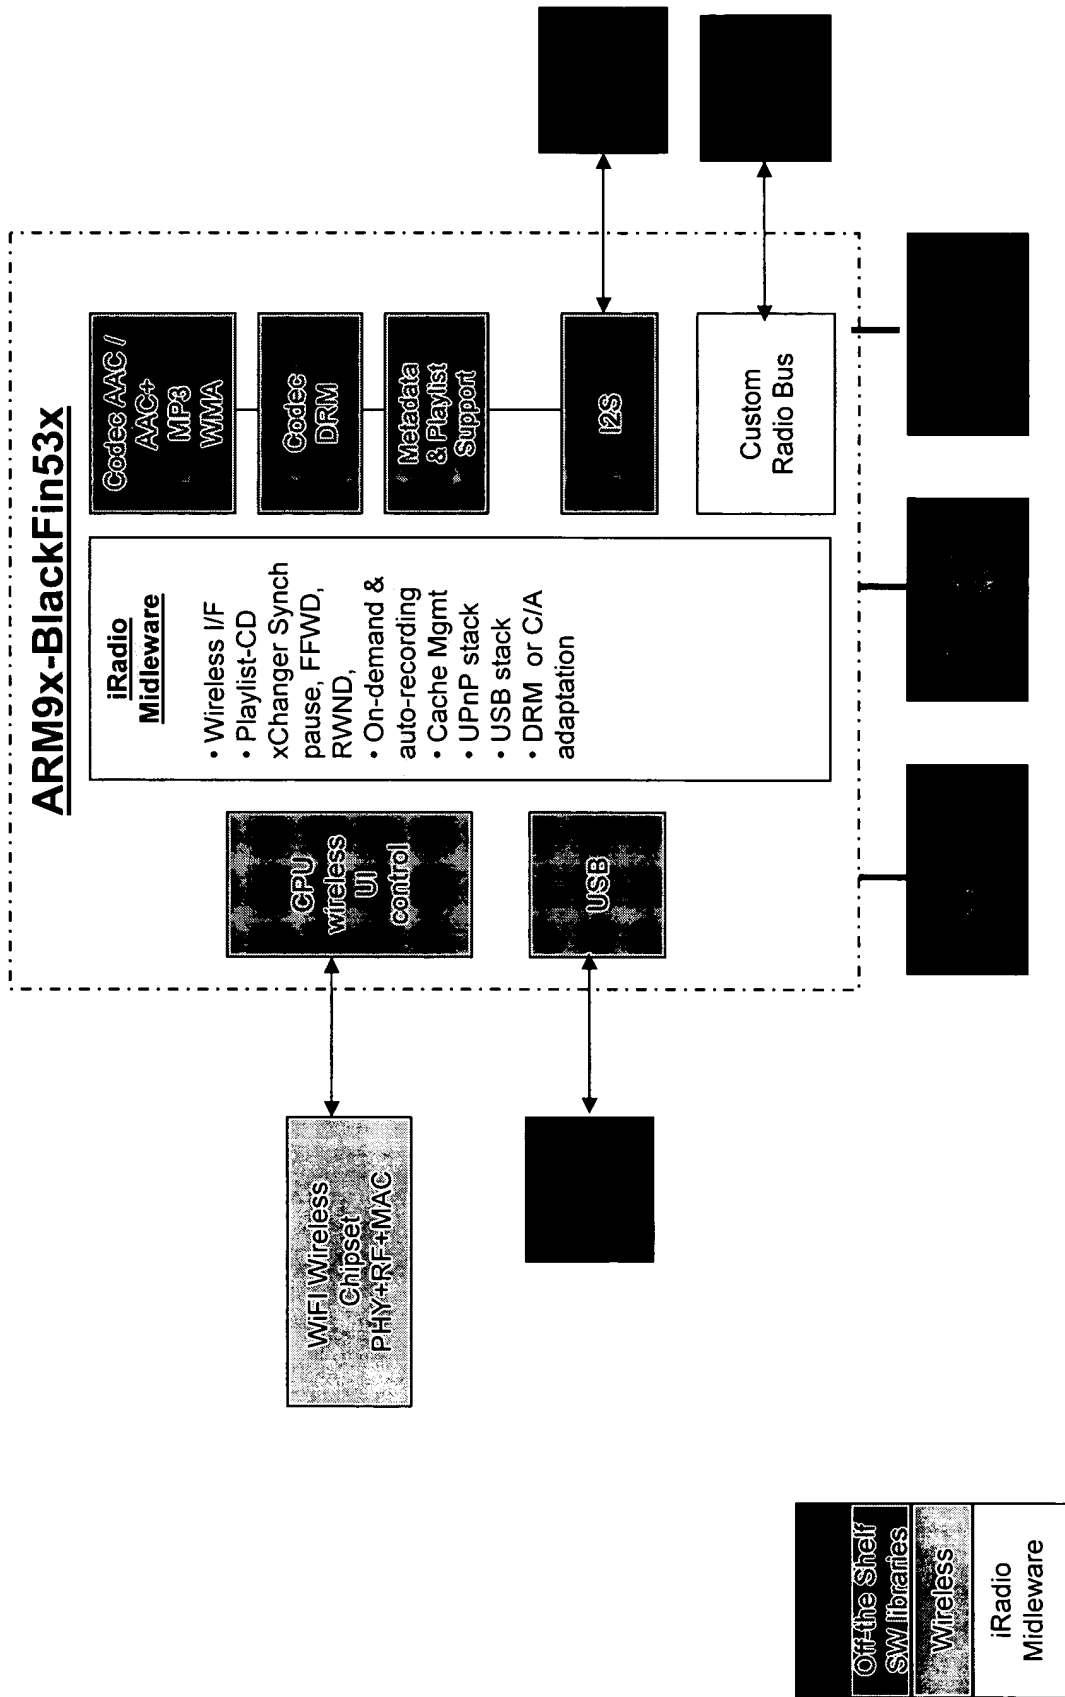 ARM9x-BlackFin53x
WiFI Wireless
Chipset
PHY+RF+MAC
CPU
wireless
UI
control
USB
iRadio
Midleware
• Wireless I/F
• Playlist-CD
xChanger Synch
pause, FFWD,
RWND,
• On-demand &
auto-recording
• Cache Mgmt
• UPnP stack
• USB stack
• DRM or C/A
adaptation
Codec AAC /
AAC+
MP3
WMA
Codec
DRM
Metadata
& Playlist
Support
I2S
Custom
Radio Bus
Off-the Shelf
SW libraries
Wireless
iRadio
Midleware